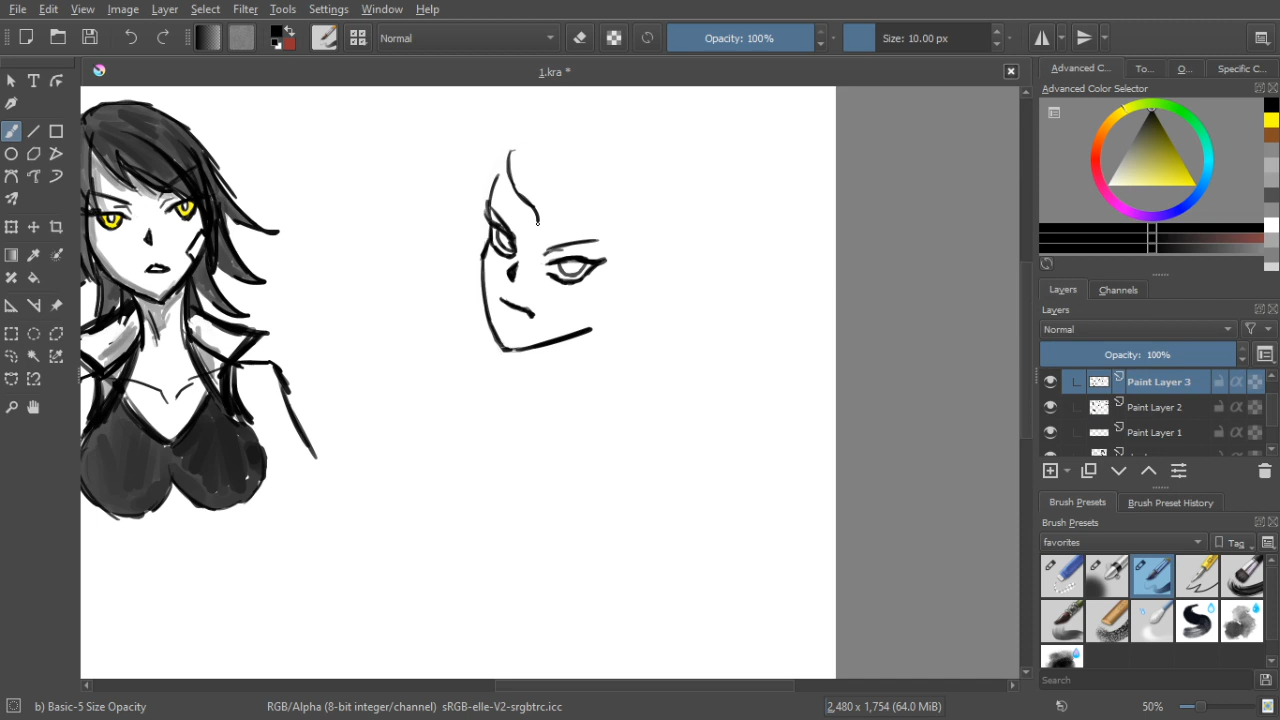 File Edit View Image Layer Select Filter Tools Settings Window Help
Normal Opacity: 100% Size: 10.00 px
1.kra *
Advanced C... To... O... Specific C...
Advanced Color Selector
Layers Channels
Layers
Normal
Opacity: 100%
Paint Layer 3
Paint Layer 2
Paint Layer 1
Brush Presets Brush Preset History
Brush Presets
favorites Tag
Search
b) Basic-5 Size Opacity RGB/Alpha (8-bit integer/channel) sRGB-elle-V2-srgbtrc.icc 2,480 x 1,754 (64.0 MiB) 50%